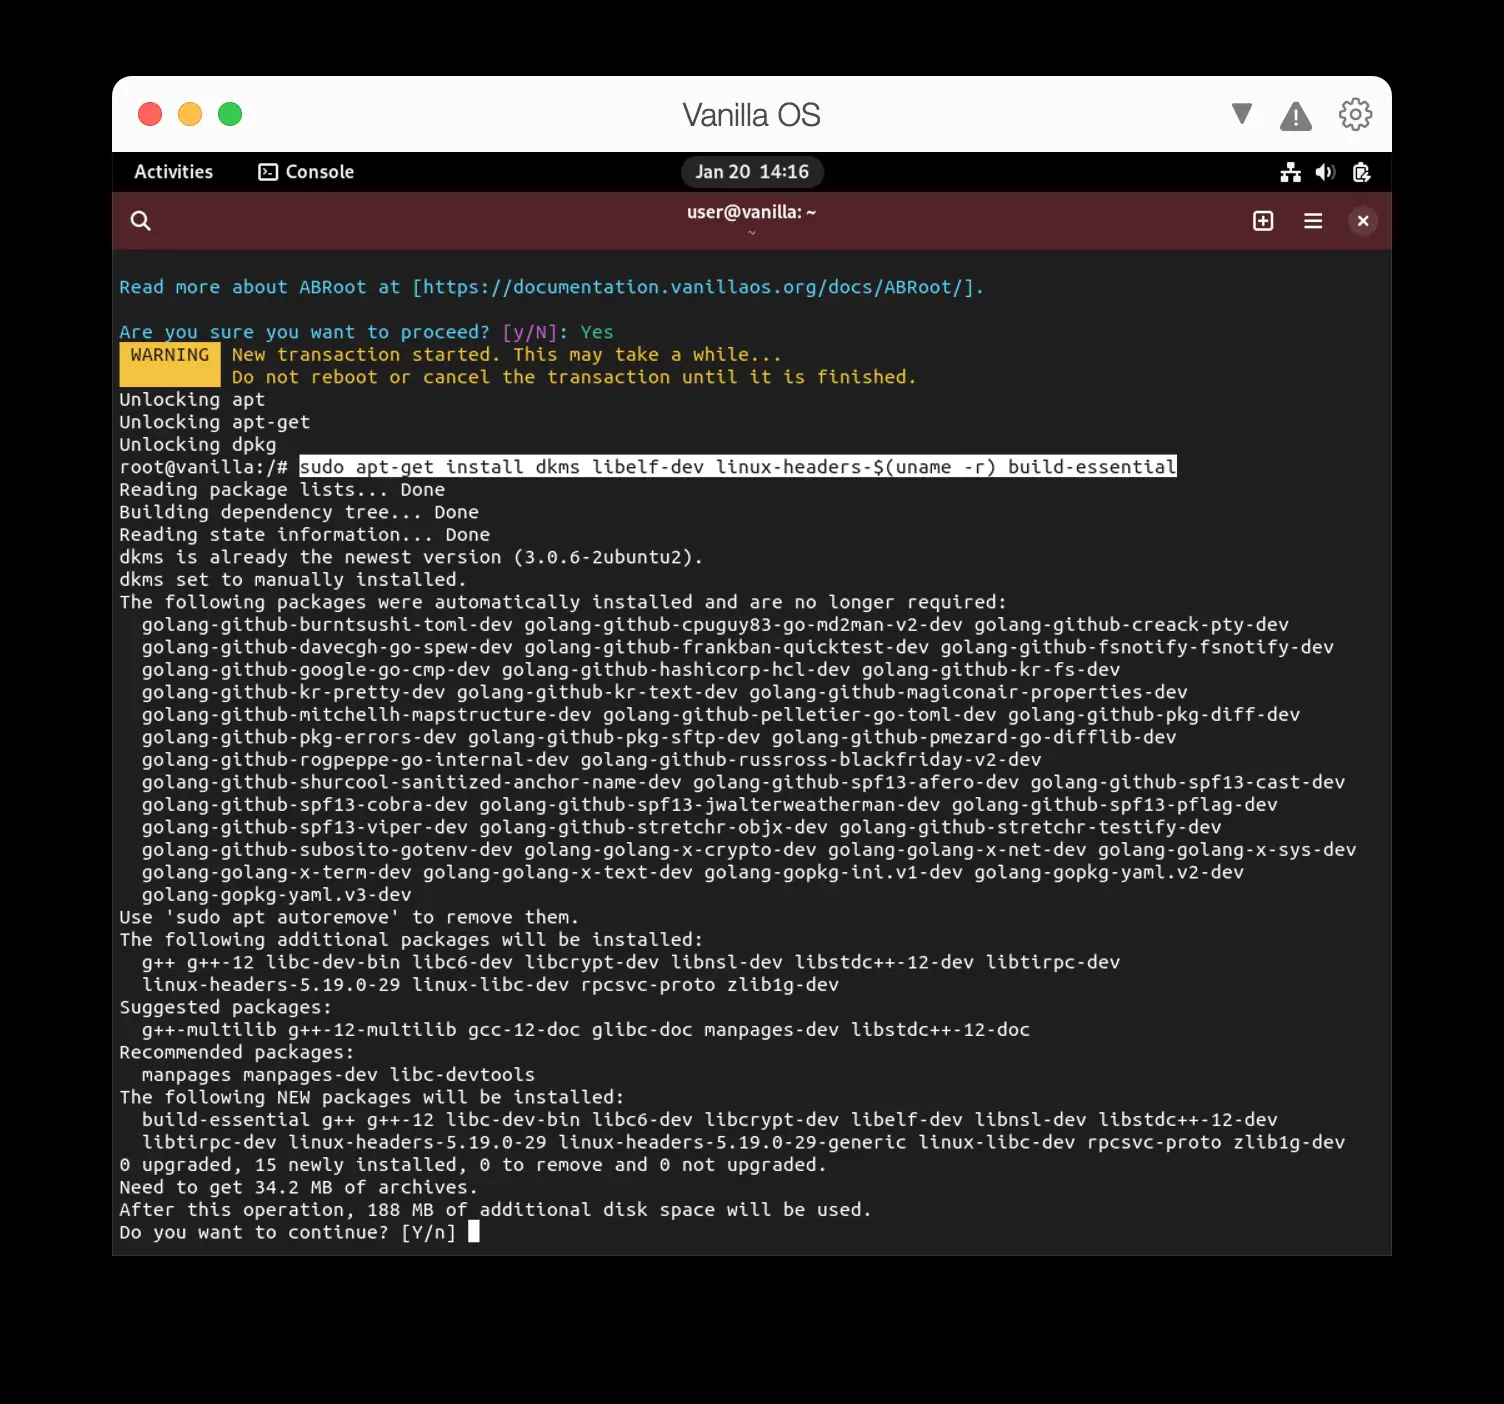 Vanilla OS
Activities Console Jan 20 14:16
user@vanilla: ~
~
Read more about ABRoot at [https://documentation.vanillaos.org/docs/ABRoot/].
Are you sure you want to proceed? [y/N]: Yes
WARNING New transaction started. This may take a while...
Do not reboot or cancel the transaction until it is finished.
Unlocking apt
Unlocking apt-get
Unlocking dpkg
root@vanilla:/# sudo apt-get install dkms libelf-dev linux-headers-$(uname -r) build-essential
Reading package lists... Done
Building dependency tree... Done
Reading state information... Done
dkms is already the newest version (3.0.6-2ubuntu2).
dkms set to manually installed.
The following packages were automatically installed and are no longer required:
golang-github-burntsushi-toml-dev golang-github-cpuguy83-go-md2man-v2-dev golang-github-creack-pty-dev
golang-github-davecgh-go-spew-dev golang-github-frankban-quicktest-dev golang-github-fsnotify-fsnotify-dev
golang-github-google-go-cmp-dev golang-github-hashicorp-hcl-dev golang-github-kr-fs-dev
golang-github-kr-pretty-dev golang-github-kr-text-dev golang-github-magiconair-properties-dev
golang-github-mitchellh-mapstructure-dev golang-github-pelletier-go-toml-dev golang-github-pkg-diff-dev
golang-github-pkg-errors-dev golang-github-pkg-sftp-dev golang-github-pmezard-go-difflib-dev
golang-github-rogpeppe-go-internal-dev golang-github-russross-blackfriday-v2-dev
golang-github-shurcool-sanitized-anchor-name-dev golang-github-spf13-afero-dev golang-github-spf13-cast-dev
golang-github-spf13-cobra-dev golang-github-spf13-jwalterweatherman-dev golang-github-spf13-pflag-dev
golang-github-spf13-viper-dev golang-github-stretchr-objx-dev golang-github-stretchr-testify-dev
golang-github-subosito-gotenv-dev golang-golang-x-crypto-dev golang-golang-x-net-dev golang-golang-x-sys-dev
golang-golang-x-term-dev golang-golang-x-text-dev golang-gopkg-ini.v1-dev golang-gopkg-yaml.v2-dev
golang-gopkg-yaml.v3-dev
Use 'sudo apt autoremove' to remove them.
The following additional packages will be installed:
g++ g++-12 libc-dev-bin libc6-dev libcrypt-dev libnsl-dev libstdc++-12-dev libtirpc-dev
linux-headers-5.19.0-29 linux-libc-dev rpcsvc-proto zlib1g-dev
Suggested packages:
g++-multilib g++-12-multilib gcc-12-doc glibc-doc manpages-dev libstdc++-12-doc
Recommended packages:
manpages manpages-dev libc-devtools
The following NEW packages will be installed:
build-essential g++ g++-12 libc-dev-bin libc6-dev libcrypt-dev libelf-dev libnsl-dev libstdc++-12-dev
libtirpc-dev linux-headers-5.19.0-29 linux-headers-5.19.0-29-generic linux-libc-dev rpcsvc-proto zlib1g-dev
0 upgraded, 15 newly installed, 0 to remove and 0 not upgraded.
Need to get 34.2 MB of archives.
After this operation, 188 MB of additional disk space will be used.
Do you want to continue? [Y/n]